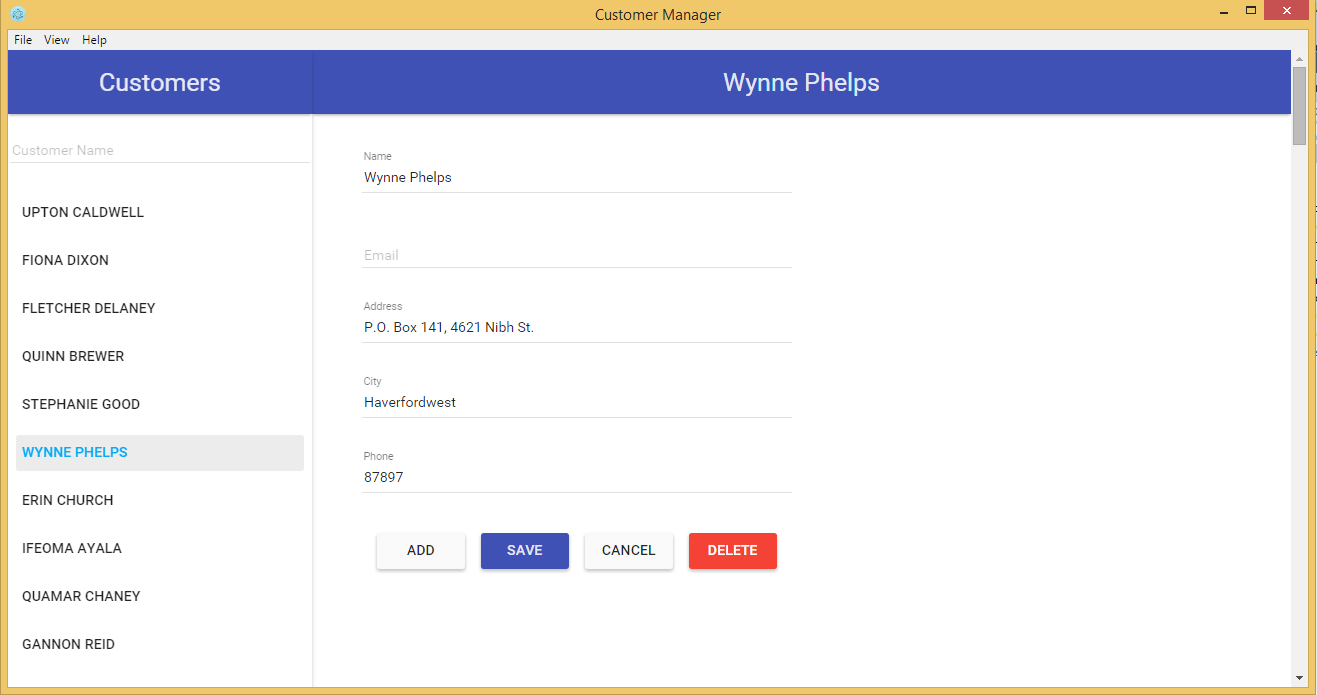 Customer Manager
File View Help
Customers
Wynne Phelps
Customer Name
UPTON CALDWELL
FIONA DIXON
FLETCHER DELANEY
QUINN BREWER
STEPHANIE GOOD
WYNNE PHELPS
ERIN CHURCH
IFEOMA AYALA
QUAMAR CHANEY
GANNON REID
Name
Wynne Phelps
Email
Address
P.O. Box 141, 4621 Nibh St.
City
Haverfordwest
Phone
87897
ADD SAVE CANCEL DELETE